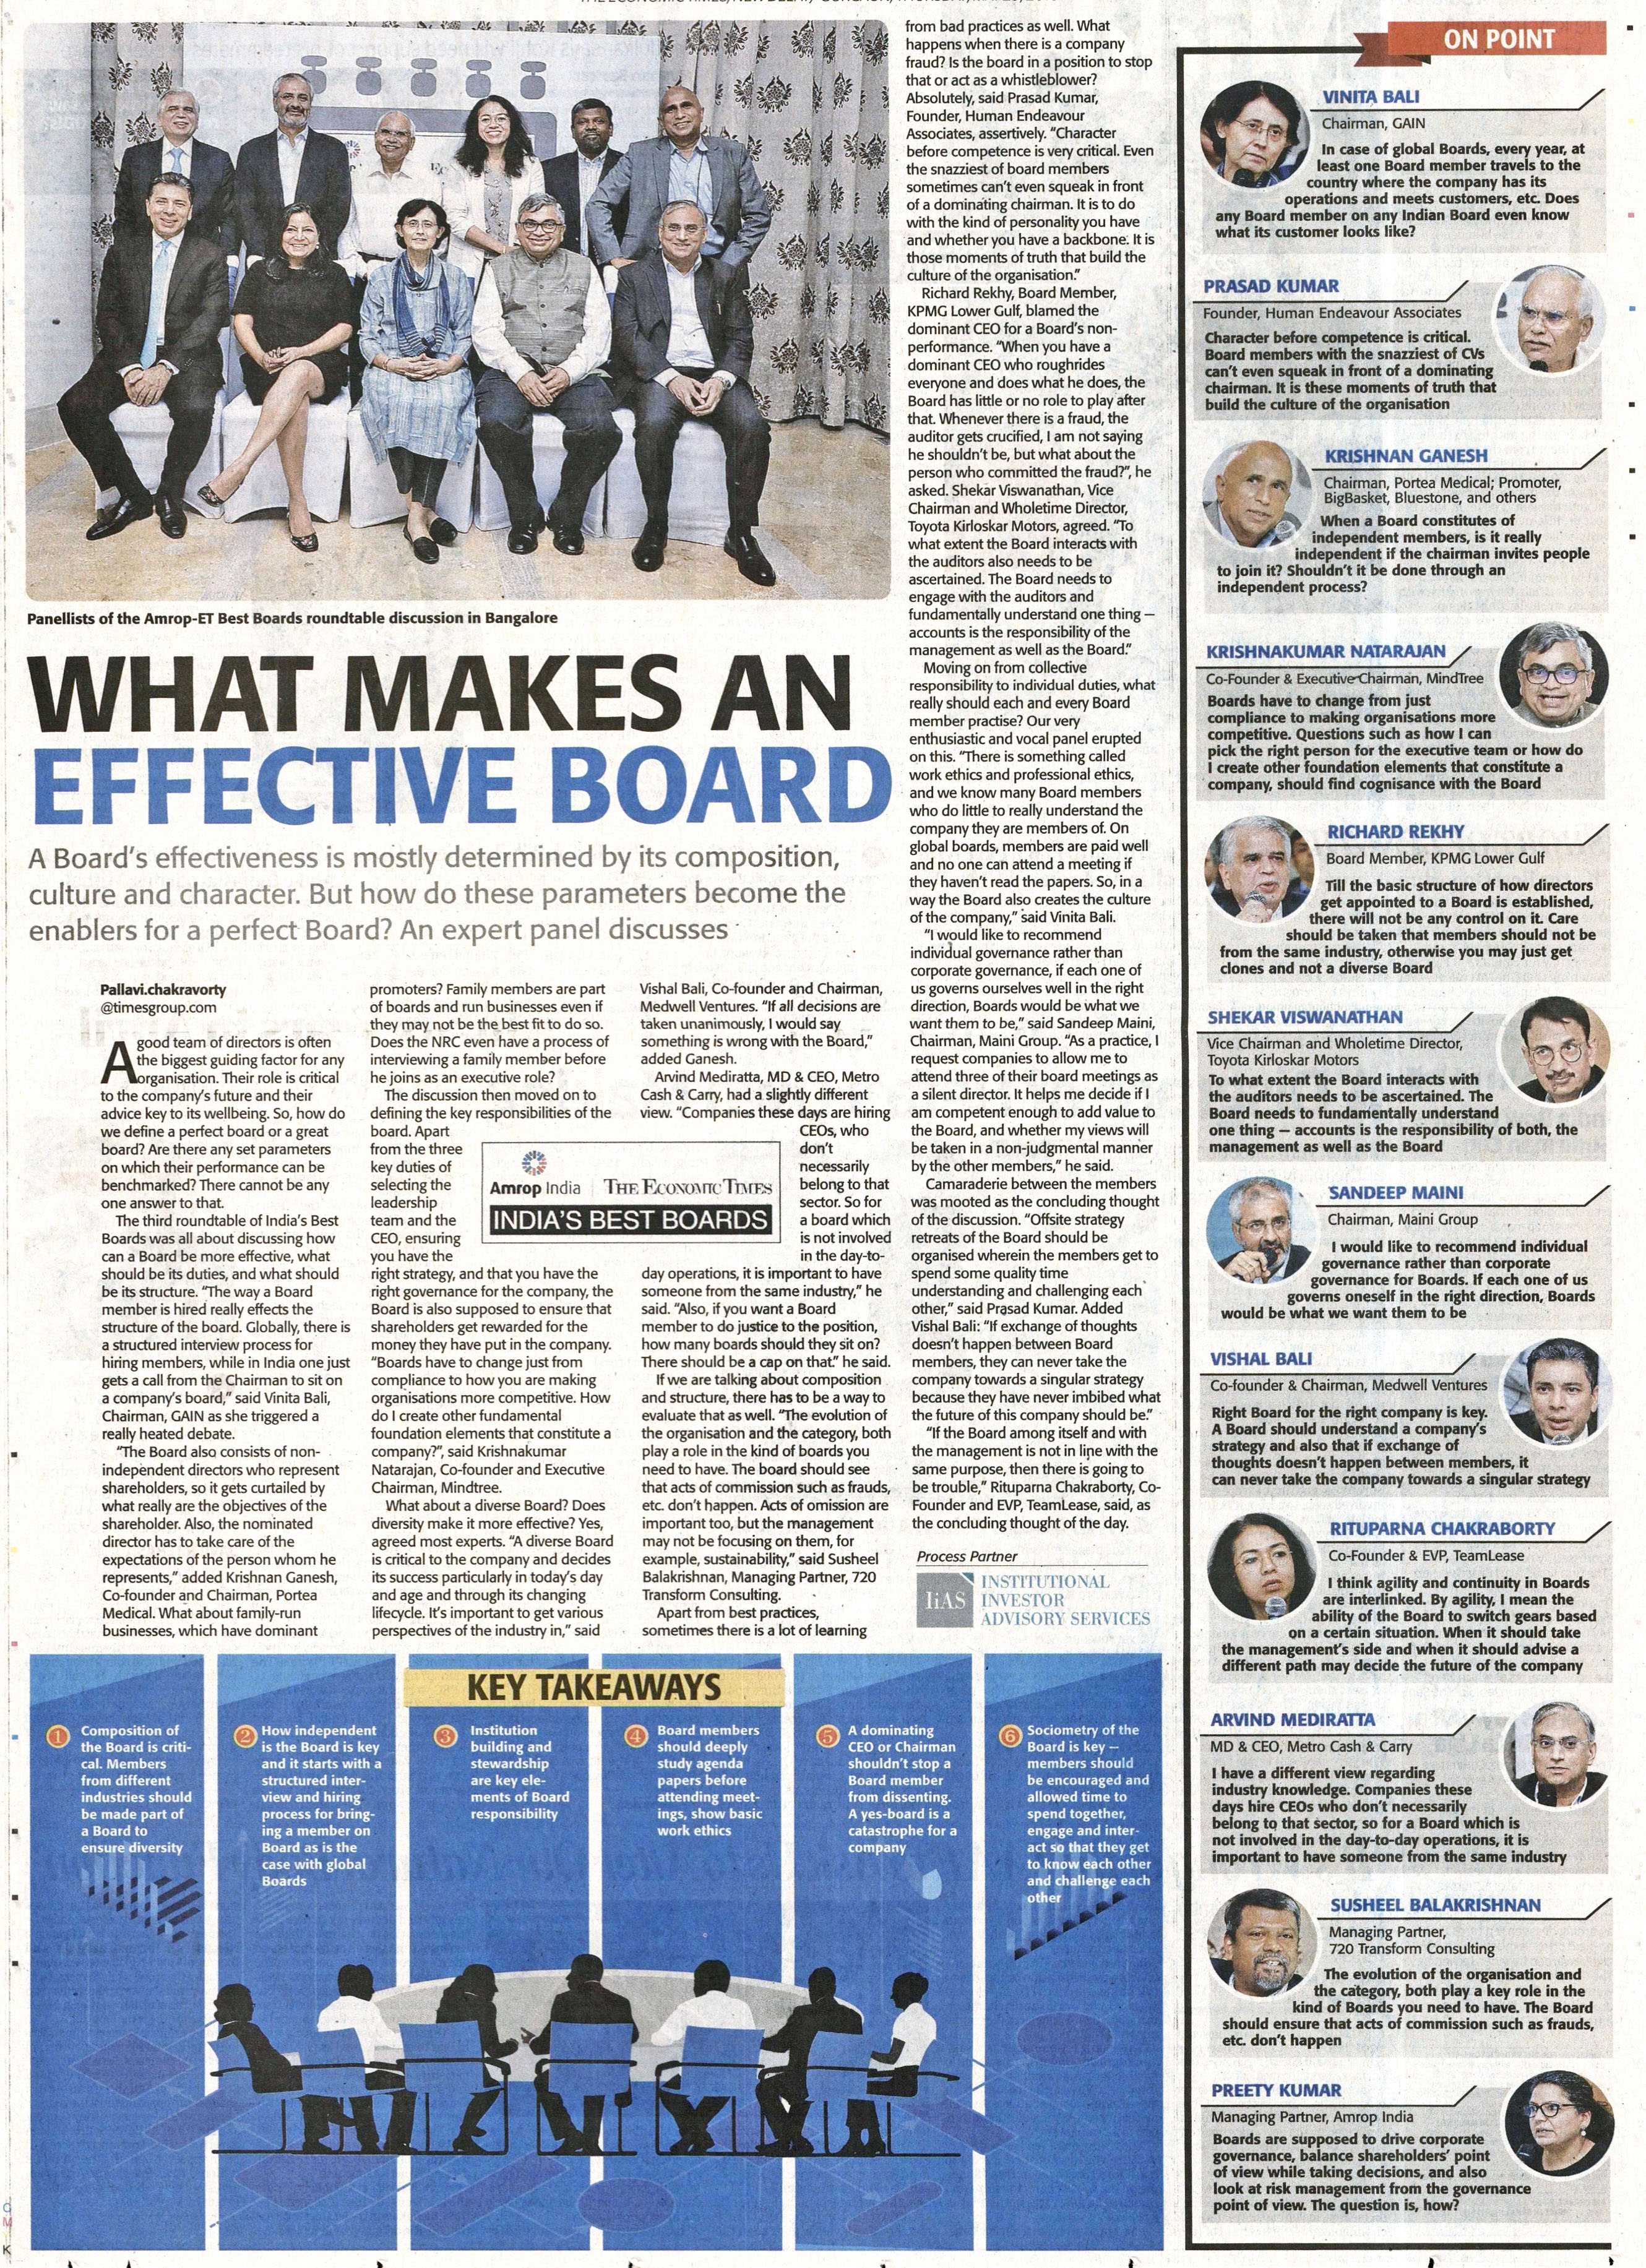 Panellists of the Amrop-ET Best Boards roundtable discussion in Bangalore
WHAT MAKES AN
EFFECTIVE BOARD
A Board's effectiveness is mostly determined by its composition,
culture and character. But how do these parameters become the
enablers for a perfect Board? An expert panel discusses
Pallavi.chakravorty
@timesgroup.com
A good team of directors is often
the biggest guiding factor for any
organisation. Their role is critical
to the company's future and their
advice key to its wellbeing. So, how do
we define a perfect board or a great
board? Are there any set parameters
on which their performance can be
benchmarked? There cannot be any
one answer to that.
The third roundtable of India's Best
Boards was all about discussing how
can a Board be more effective, what
should be its duties, and what should
be its structure. "The way a Board
member is hired really effects the
structure of the board. Globally, there is
a structured interview process for
hiring members, while in India one just
gets a call from the Chairman to sit on
a company's board," said Vinita Bali,
Chairman, GAIN as she triggered a
really heated debate.
"The Board also consists of non-
independent directors who represent
shareholders, so it gets curtailed by
what really are the objectives of the
shareholder. Also, the nominated
director has to take care of the
expectations of the person whom he
represents," added Krishnan Ganesh,
Co-founder and Chairman, Portea
Medical. What about family-run
businesses, which have dominant
promoters? Family members are part
of boards and run businesses even if
they may not be the best fit to do so.
Does the NRC even have a process of
interviewing a family member before
he joins as an executive role?
The discussion then moved on to
defining the key responsibilities of the
board. Apart
from the three
key duties of
selecting the
leadership
team and the
CEO, ensuring
you have the
right strategy, and that you have the
right governance for the company, the
Board is also supposed to ensure that
shareholders get rewarded for the
money they have put in the company.
"Boards have to change just from
compliance to how you are making
organisations more competitive. How
do I create other fundamental
foundation elements that constitute a
company?", said Krishnakumar
Natarajan, Co-founder and Executive
Chairman, Mindtree.
What about a diverse Board? Does
diversity make it more effective? Yes,
agreed most experts. "A diverse Board
is critical to the company and decides
its success particularly in today's day
and age and through its changing
lifecycle. It's important to get various
perspectives of the industry in," said
Vishal Bali, Co-founder and Chairman,
Medwell Ventures. "If all decisions are
taken unanimously, I would say
something is wrong with the Board,"
added Ganesh.
Arvind Mediratta, MD & CEO, Metro
Cash & Carry, had a slightly different
view. "Companies these days are hiring
CEOs, who
don't
necessarily
belong to that
sector. So for
a board which
is not involved
in the day-to-
day operations, it is important to have
someone from the same industry," he
said. "Also, if you want a Board
member to do justice to the position,
how many boards should they sit on?
There should be a cap on that" he said.
If we are talking about composition
and structure, there has to be a way to
evaluate that as well. "The evolution of
the organisation and the category, both
play a role in the kind of boards you
need to have. The board should see
that acts of commission such as frauds,
etc. don't happen. Acts of omission are
important too, but the management
may not be focusing on them, for
example, sustainability," said Susheel
Balakrishnan, Managing Partner, 720
Transform Consulting.
Apart from best practices,
sometimes there is a lot of learning
Amrop India THE ECONOMIC TIMES
INDIA'S BEST BOARDS
from bad practices as well. What
happens when there is a company
fraud? Is the board in a position to stop
that or act as a whistleblower?
Absolutely, said Prasad Kumar,
Founder, Human Endeavour
Associates, assertively. "Character
before competence is very critical. Even
the snazziest of board members
sometimes can't even squeak in front
of a dominating chairman. It is to do
with the kind of personality you have
and whether you have a backbone. It is
those moments of truth that build the
culture of the organisation."
Richard Rekhy, Board Member,
KPMG Lower Gulf, blamed the
dominant CEO for a Board's non-
performance. "When you have a
dominant CEO who roughrides
everyone and does what he does, the
Board has little or no role to play after
that. Whenever there is a fraud, the
auditor gets crucified, I am not saying
he shouldn't be, but what about the
person who committed the fraud?", he
asked. Shekar Viswanathan, Vice
Chairman and Wholetime Director,
Toyota Kirloskar Motors, agreed. "To
what extent the Board interacts with
the auditors also needs to be
ascertained. The Board needs to
engage with the auditors and
fundamentally understand one thing —
accounts is the responsibility of the
management as well as the Board."
Moving on from collective
responsibility to individual duties, what
really should each and every Board
member practise? Our very
enthusiastic and vocal panel erupted
on this. "There is something called
work ethics and professional ethics,
and we know many Board members
who do little to really understand the
company they are members of. On
global boards, members are paid well
and no one can attend a meeting if
they haven't read the papers. So, in a
way the Board also creates the culture
of the company," said Vinita Bali.
"I would like to recommend
individual governance rather than
corporate governance, if each one of
us governs ourselves well in the right
direction, Boards would be what we
want them to be," said Sandeep Maini,
Chairman, Maini Group. "As a practice, I
request companies to allow me to
attend three of their board meetings as
a silent director. It helps me decide if I
am competent enough to add value to
the Board, and whether my views will
be taken in a non-judgmental manner
by the other members," he said.
Camaraderie between the members
was mooted as the concluding thought
of the discussion. "Offsite strategy
retreats of the Board should be
organised wherein the members get to
spend some quality time
understanding and challenging each
other," said Prasad Kumar. Added
Vishal Bali: "If exchange of thoughts
doesn't happen between Board
members, they can never take the
company towards a singular strategy
because they have never imbibed what
the future of this company should be."
"If the Board among itself and with
the management is not in line with the
same purpose, then there is going to
be trouble," Rituparna Chakraborty, Co-
Founder and EVP, TeamLease, said, as
the concluding thought of the day.
Process Partner
IiAS
INSTITUTIONAL
INVESTOR
ADVISORY SERVICES
KEY TAKEAWAYS
1 Composition of
the Board is criti-
cal. Members
from different
industries should
be made part of
a Board to
ensure diversity
2 How independent
is the Board is key
and it starts with a
structured inter-
view and hiring
process for bring-
ing a member on
Board as is the
case with global
Boards
3 Institution
building and
stewardship
are key ele-
ments of Board
responsibility
4 Board members
should deeply
study agenda
papers before
attending meet-
ings, show basic
work ethics
5 A dominating
CEO or Chairman
shouldn't stop a
Board member
from dissenting.
A yes-board is a
catastrophe for a
company
6 Sociometry of the
Board is key —
members should
be encouraged and
allowed time to
spend together,
engage and inter-
act so that they get
to know each other
and challenge each
other
ON POINT
VINITA BALI
Chairman, GAIN
In case of global Boards, every year, at
least one Board member travels to the
country where the company has its
operations and meets customers, etc. Does
any Board member on any Indian Board even know
what its customer looks like?
PRASAD KUMAR
Founder, Human Endeavour Associates
Character before competence is critical.
Board members with the snazziest of CVs
can't even squeak in front of a dominating
chairman. It is these moments of truth that
build the culture of the organisation
KRISHNAN GANESH
Chairman, Portea Medical; Promoter,
BigBasket, Bluestone, and others
When a Board constitutes of
independent members, is it really
independent if the chairman invites people
to join it? Shouldn't it be done through an
independent process?
KRISHNAKUMAR NATARAJAN
Co-Founder & Executive Chairman, MindTree
Boards have to change from just
compliance to making organisations more
competitive. Questions such as how I can
pick the right person for the executive team or how do
I create other foundation elements that constitute a
company, should find cognisance with the Board
RICHARD REKHY
Board Member, KPMG Lower Gulf
Till the basic structure of how directors
get appointed to a Board is established,
there will not be any control on it. Care
should be taken that members should not be
from the same industry, otherwise you may just get
clones and not a diverse Board
SHEKAR VISWANATHAN
Vice Chairman and Wholetime Director,
Toyota Kirloskar Motors
To what extent the Board interacts with
the auditors needs to be ascertained. The
Board needs to fundamentally understand
one thing — accounts is the responsibility of both, the
management as well as the Board
SANDEEP MAINI
Chairman, Maini Group
I would like to recommend individual
governance rather than corporate
governance for Boards. If each one of us
governs oneself in the right direction, Boards
would be what we want them to be
VISHAL BALI
Co-founder & Chairman, Medwell Ventures
Right Board for the right company is key.
A Board should understand a company's
strategy and also that if exchange of
thoughts doesn't happen between members, it
can never take the company towards a singular strategy
RITUPARNA CHAKRABORTY
Co-Founder & EVP, TeamLease
I think agility and continuity in Boards
are interlinked. By agility, I mean the
ability of the Board to switch gears based
on a certain situation. When it should take
the management's side and when it should advise a
different path may decide the future of the company
ARVIND MEDIRATTA
MD & CEO, Metro Cash & Carry
I have a different view regarding
industry knowledge. Companies these
days hire CEOs who don't necessarily
belong to that sector, so for a Board which is
not involved in the day-to-day operations, it is
important to have someone from the same industry
SUSHEEL BALAKRISHNAN
Managing Partner,
720 Transform Consulting
The evolution of the organisation and
the category, both play a key role in the
kind of Boards you need to have. The Board
should ensure that acts of commission such as frauds,
etc. don't happen
PREETY KUMAR
Managing Partner, Amrop India
Boards are supposed to drive corporate
governance, balance shareholders' point
of view while taking decisions, and also
look at risk management from the governance
point of view. The question is, how?